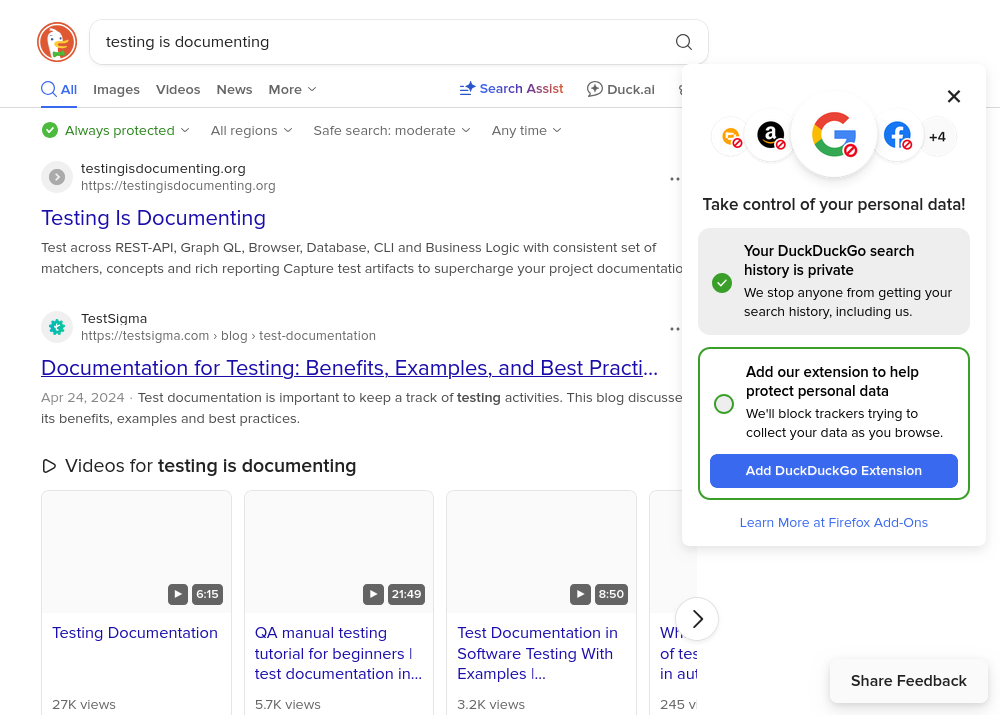 testing is documenting
All
Images
Videos
News
More
Search Assist
Duck.ai
Always protected
All regions
Safe search: moderate
Any time
testingisdocumenting.org
https://testingisdocumenting.org
Testing Is Documenting
Test across REST-API, Graph QL, Browser, Database, CLI and Business Logic with consistent set of
matchers, concepts and rich reporting Capture test artifacts to supercharge your project documentatio
TestSigma
https://testsigma.com › blog › test-documentation
Documentation for Testing: Benefits, Examples, and Best Practi...
Apr 24, 2024 · Test documentation is important to keep a track of testing activities. This blog discusse
its benefits, examples and best practices.
Videos for testing is documenting
6:15
Testing Documentation
27K views
21:49
QA manual testing
tutorial for beginners |
test documentation in...
5.7K views
8:50
Test Documentation in
Software Testing With
Examples |...
3.2K views
of tes
in aut
245 v
+4
Take control of your personal data!
Your DuckDuckGo search
history is private
We stop anyone from getting your
search history, including us.
Add our extension to help
protect personal data
We'll block trackers trying to
collect your data as you browse.
Add DuckDuckGo Extension
Learn More at Firefox Add-Ons
Share Feedback